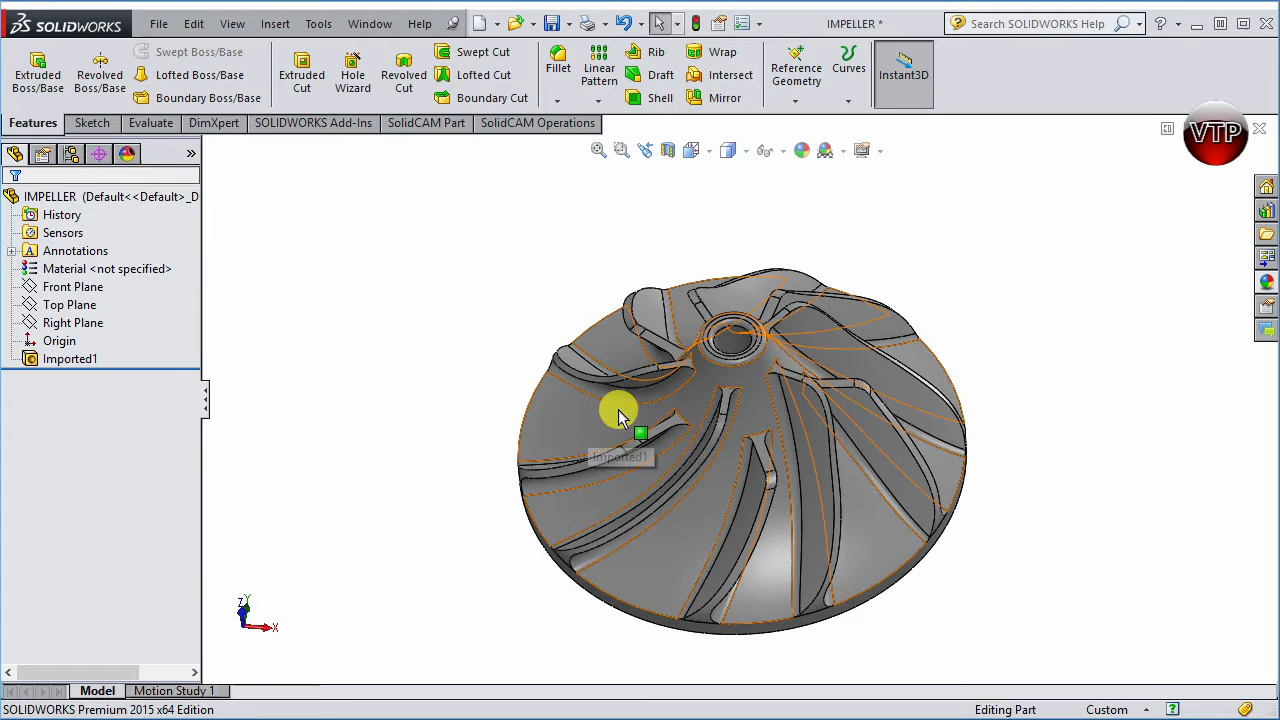 SOLIDWORKS
File Edit View Insert Tools Window Help
IMPELLER *
Search SOLIDWORKS Help
Extruded Boss/Base
Revolved Boss/Base
Swept Boss/Base
Lofted Boss/Base
Boundary Boss/Base
Extruded Cut
Hole Wizard
Revolved Cut
Swept Cut
Lofted Cut
Boundary Cut
Fillet
Linear Pattern
Rib
Draft
Shell
Wrap
Intersect
Mirror
Reference Geometry
Curves
Instant3D
Features Sketch Evaluate DimXpert SOLIDWORKS Add-Ins SolidCAM Part SolidCAM Operations
VTP
IMPELLER (Default<<Default>_D
History
Sensors
A Annotations
Material <not specified>
Front Plane
Top Plane
Right Plane
Origin
Imported1
Imported1
Z Y
X
Model Motion Study 1
SOLIDWORKS Premium 2015 x64 Edition
Editing Part Custom